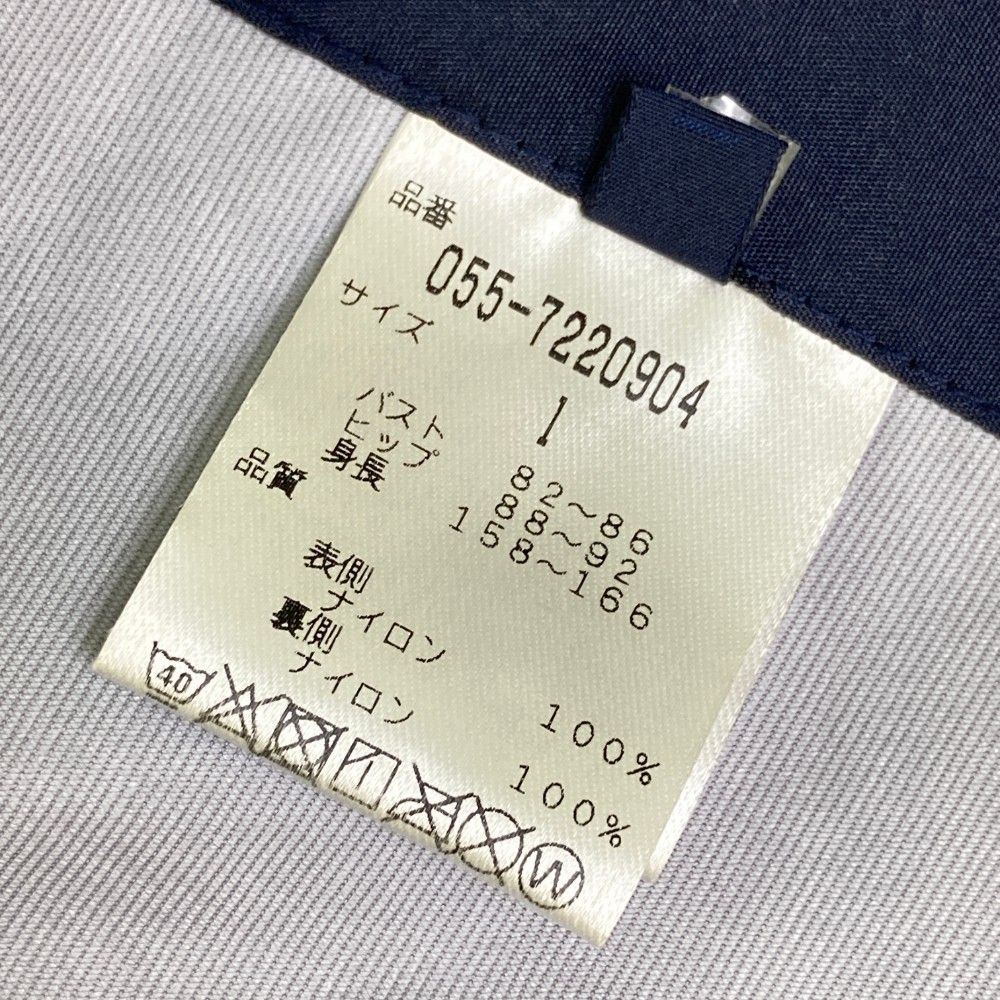 品番
055-7220904
サイズ
1
バスト 82～86
ヒップ 88～92
身長 158～166
品質
表側
ナイロン 100%
裏側
ナイロン 100%
40
W